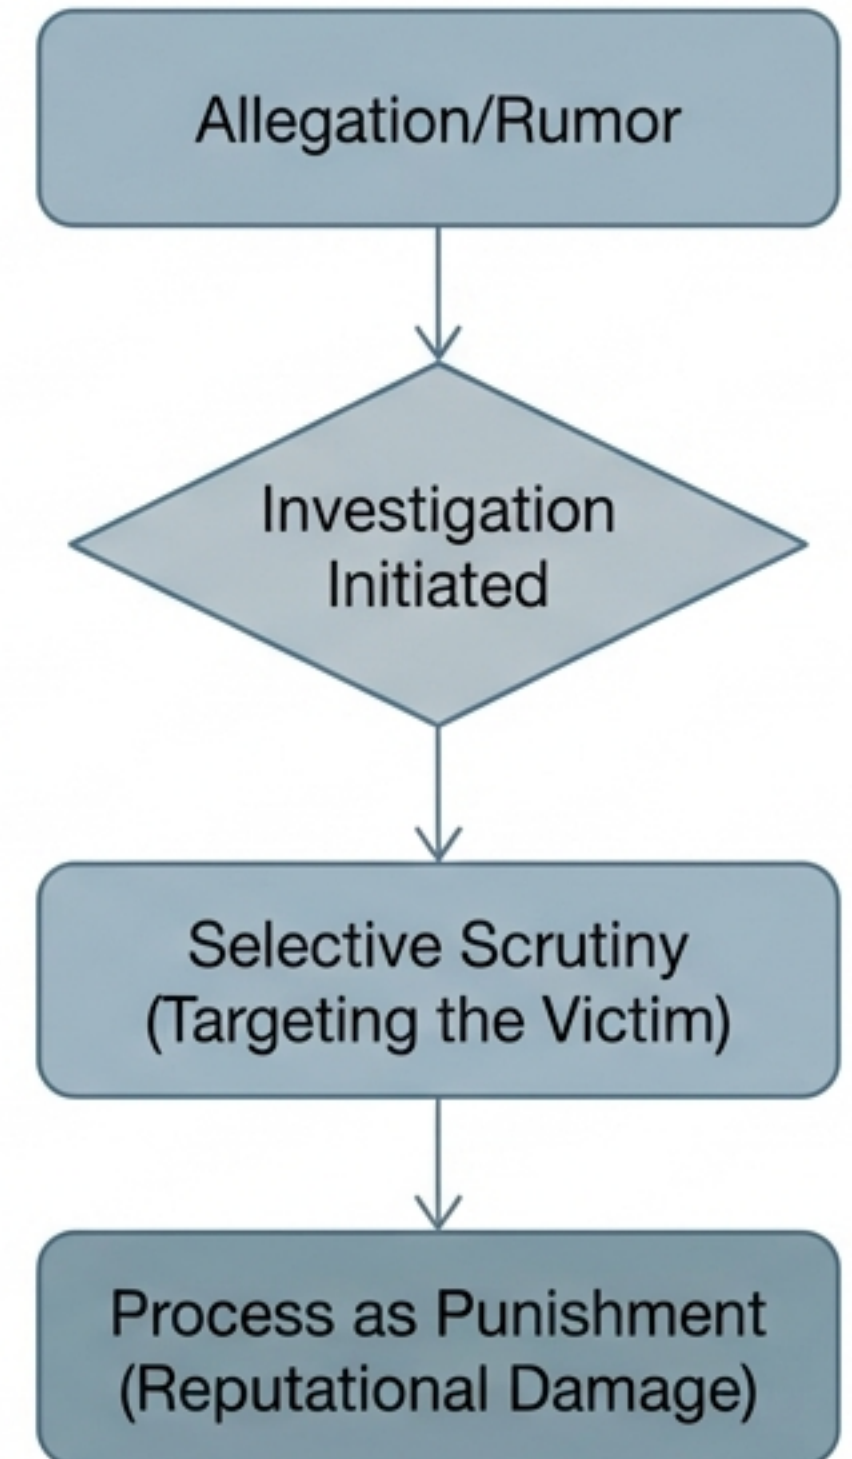 Allegation/Rumor
Investigation
Initiated
Selective Scrutiny
(Targeting the Victim)
Process as Punishment
(Reputational Damage)